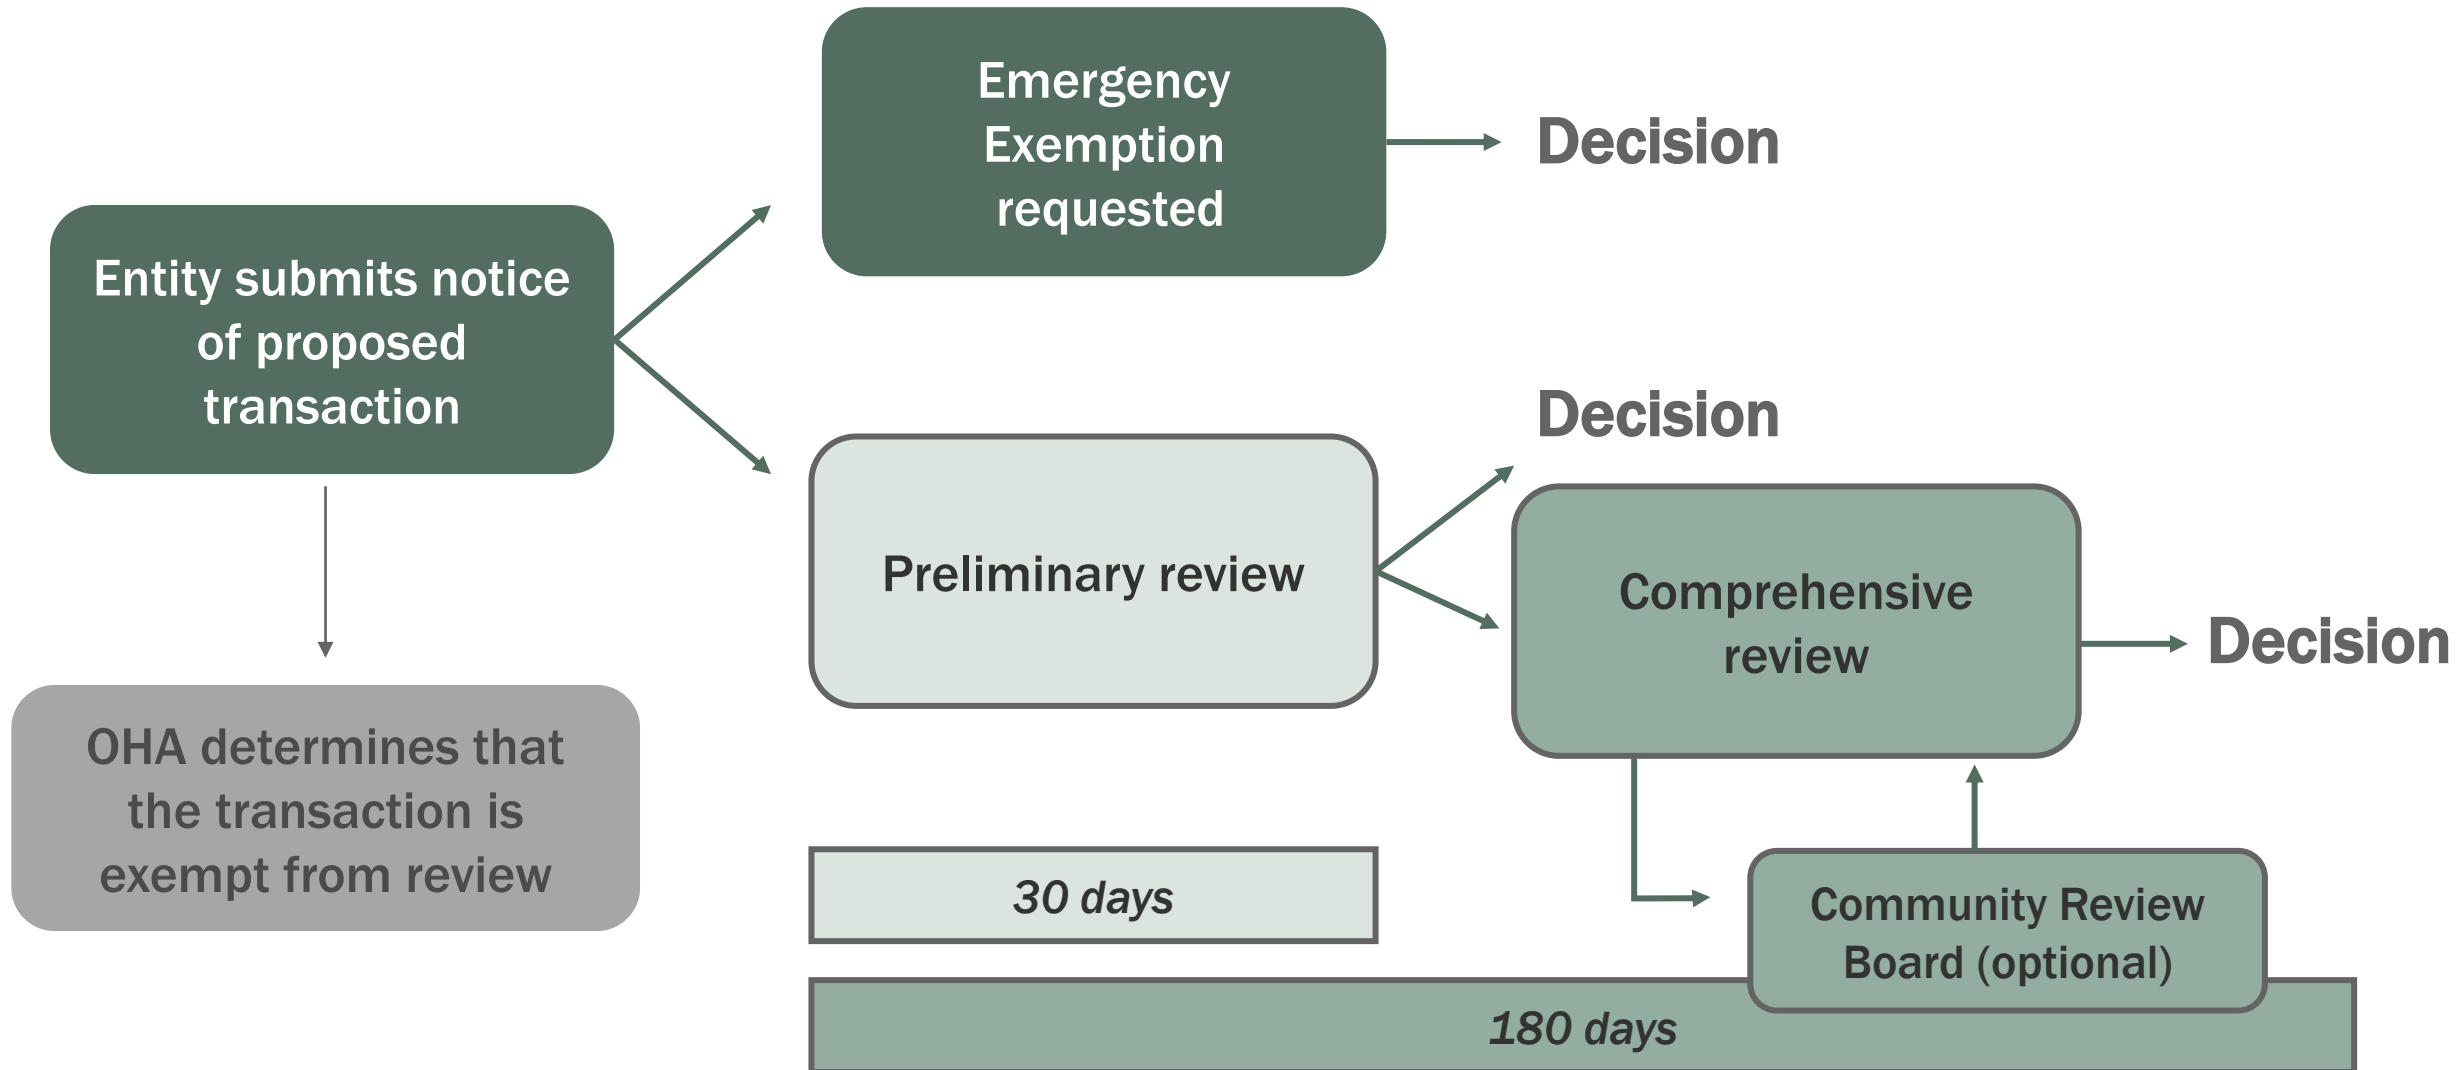 Emergency
Exemption
requested
Decision
Entity submits notice
of proposed
transaction
Decision
Preliminary review
Comprehensive
review
Decision
OHA determines that
the transaction is
exempt from review
30 days
Community Review
Board (optional)
180 days